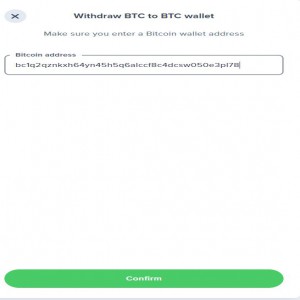 Withdraw BTC to BTC wallet
Make sure you enter a Bitcoin wallet address
Bitcoin address
bc1q2qznkxh64yn45h5q6alccf8c4dcsw050e3pl78
Confirm